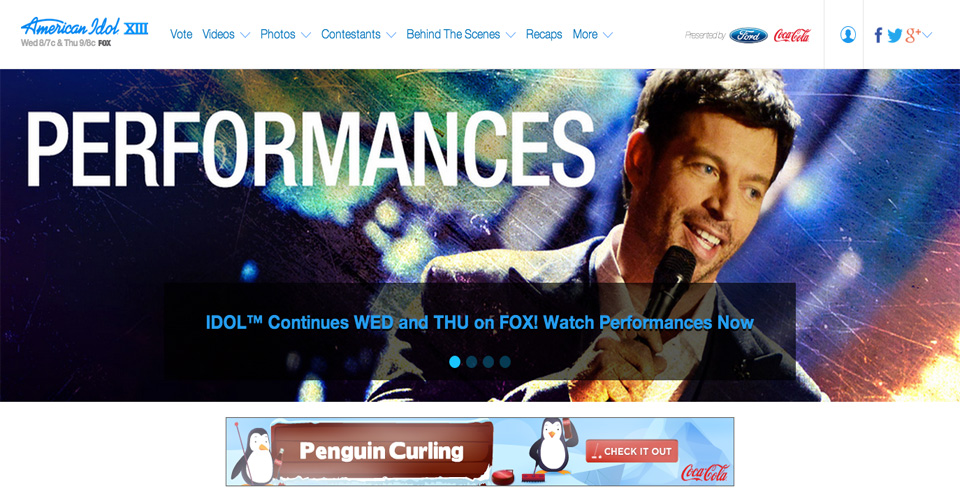 American Idol XIII
Wed 8/7c & Thu 9/8c FOX
Vote Videos Photos Contestants Behind The Scenes Recaps More
Presented by Ford Coca-Cola
f g+
PERFORMANCES
IDOL™ Continues WED and THU on FOX! Watch Performances Now
Penguin Curling
CHECK IT OUT
Coca-Cola